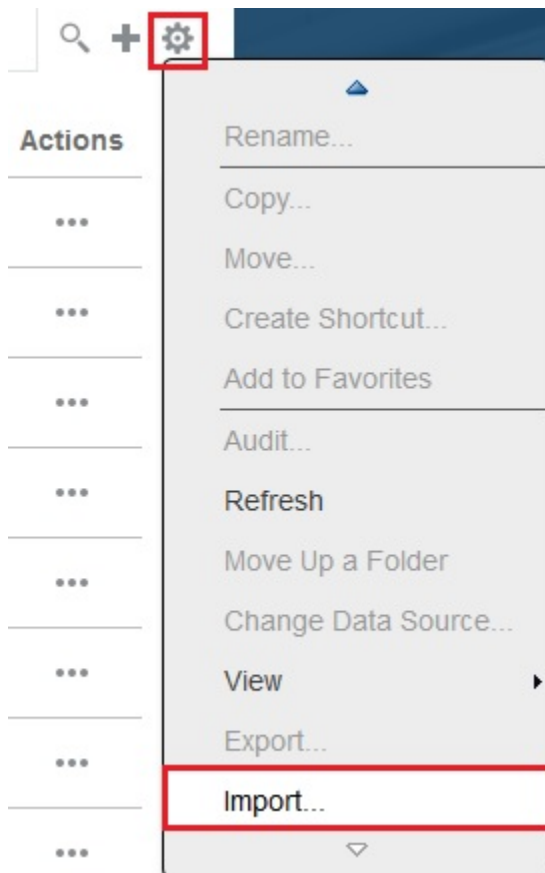 Actions
Rename...
Copy...
Move...
Create Shortcut...
Add to Favorites
Audit...
Refresh
Move Up a Folder
Change Data Source...
View
Export...
Import...